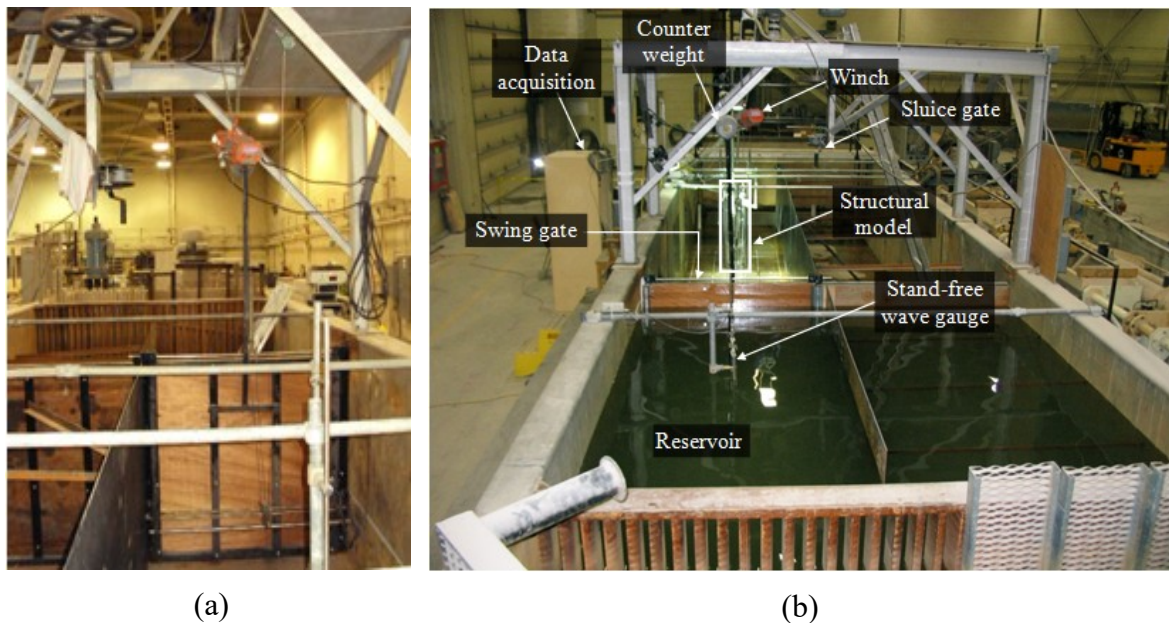 Counter
weight
Data
acquisition
Winch
Sluice gate
Structural
model
Swing gate
Stand-free
wave gauge
Reservoir
(a)
(b)